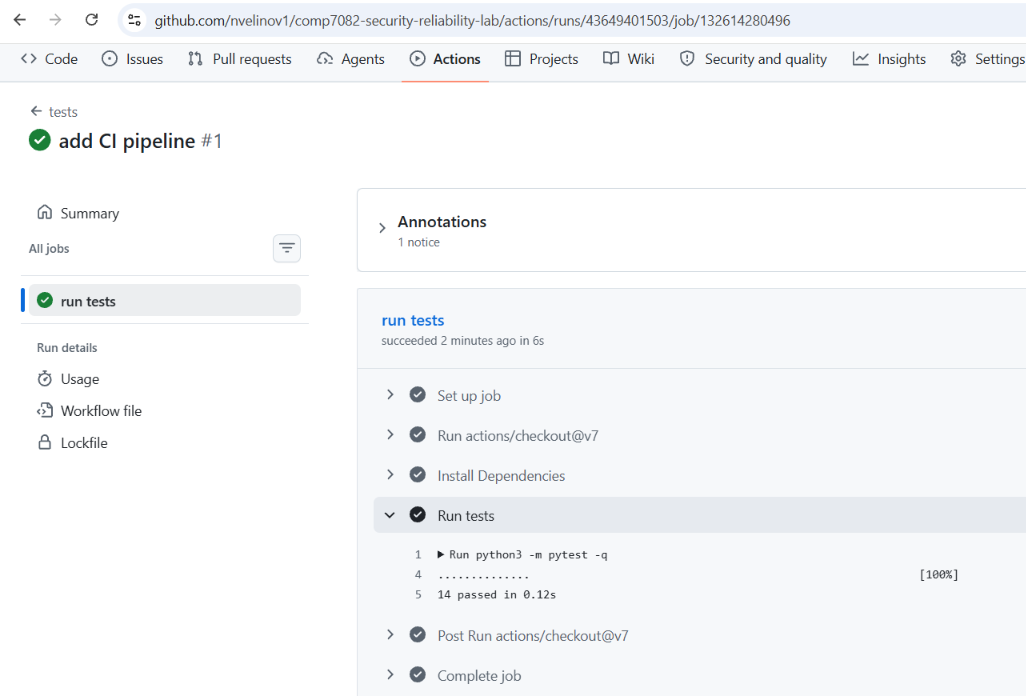 github.com/nvelinov1/comp7082-security-reliability-lab/actions/runs/43649401503/job/132614280496
Code Issues Pull requests Agents Actions Projects Wiki Security and quality Insights Settings
tests
add CI pipeline #1
Summary
All jobs
run tests
Run details
Usage
Workflow file
Lockfile
Annotations
1 notice
run tests
succeeded 2 minutes ago in 6s
Set up job
Run actions/checkout@v7
Install Dependencies
Run tests
1 Run python3 -m pytest -q
4 .............. [100%]
5 14 passed in 0.12s
Post Run actions/checkout@v7
Complete job